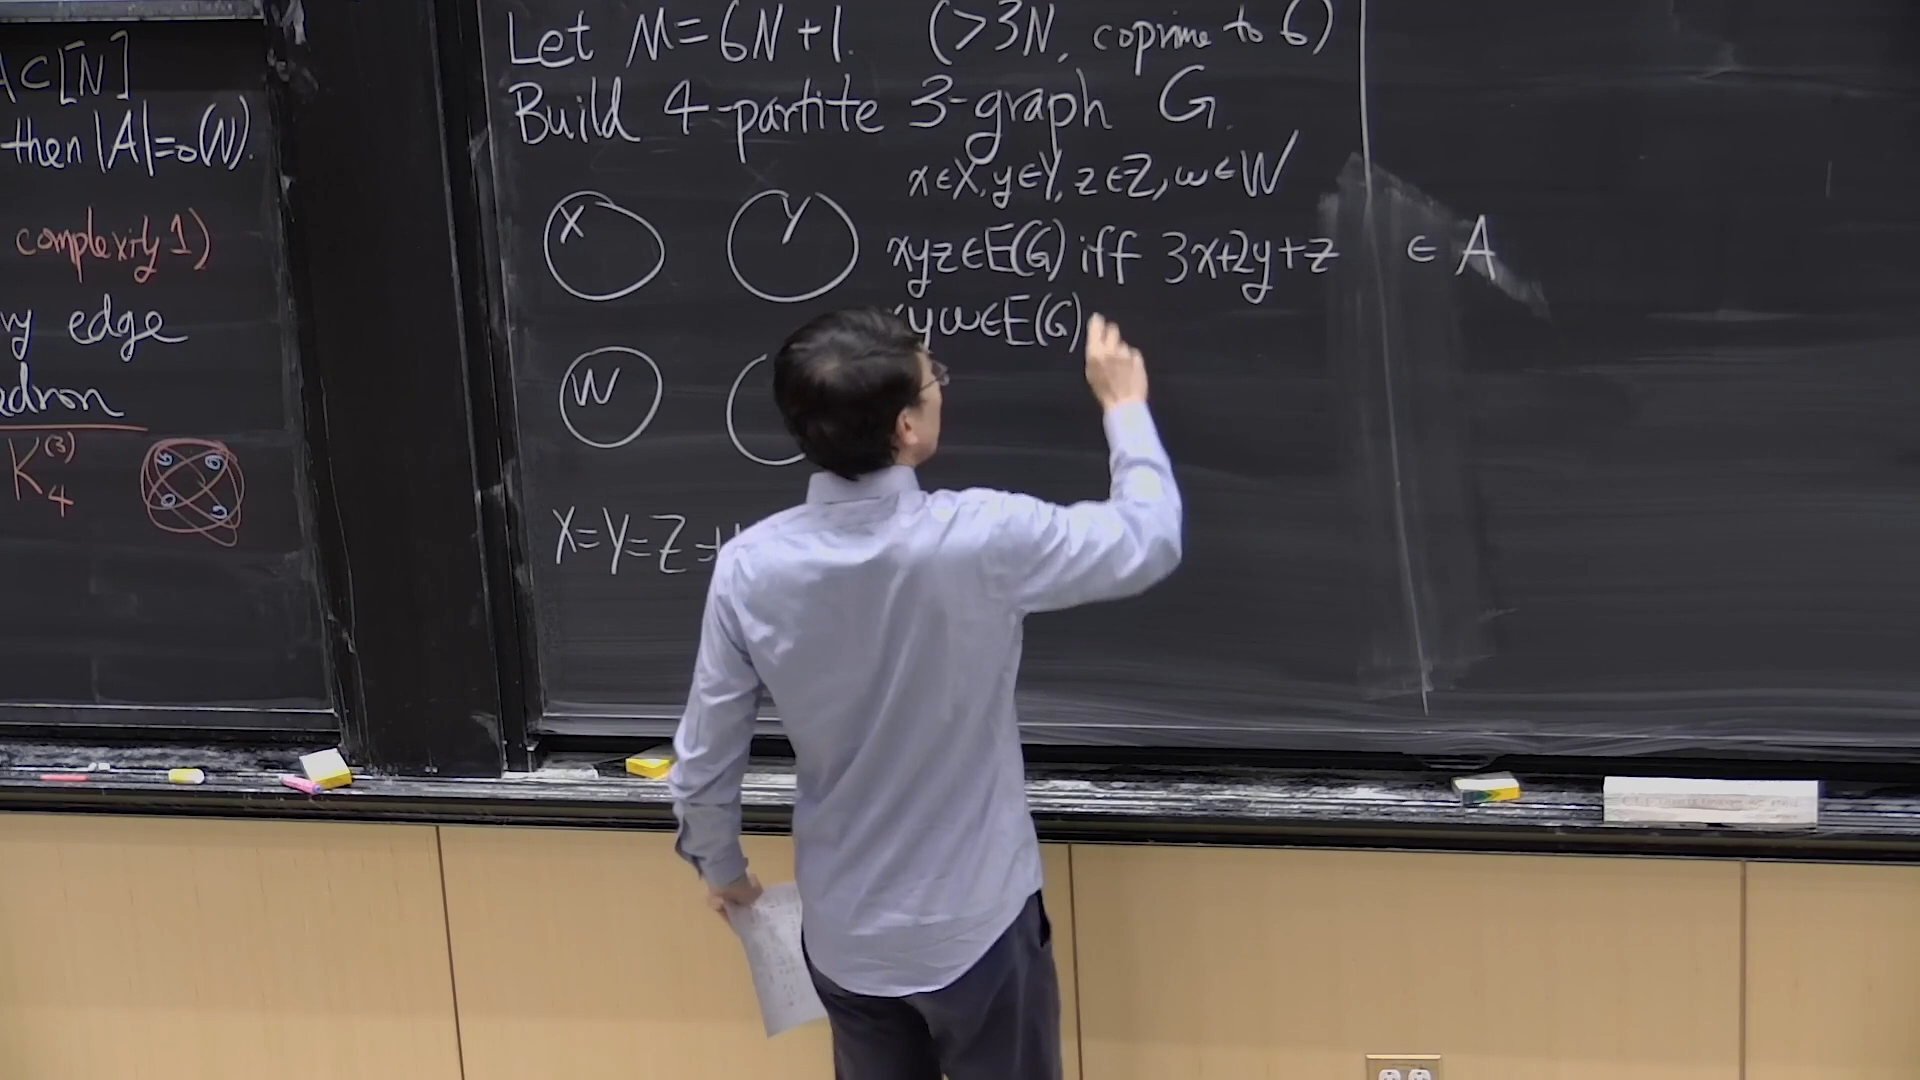 A⊂[N]
then |A|=o(N).
complexity 1)
edge
K₄⁽³⁾
Let M=6N+1. (>3N, coprime to 6)
Build 4-partite 3-graph G.
x∈X, y∈Y, z∈Z, w∈W
X Y
xyz∈E(G) iff 3x+2y+z ∈ A
yw∈E(G)
W
X=Y=Z=